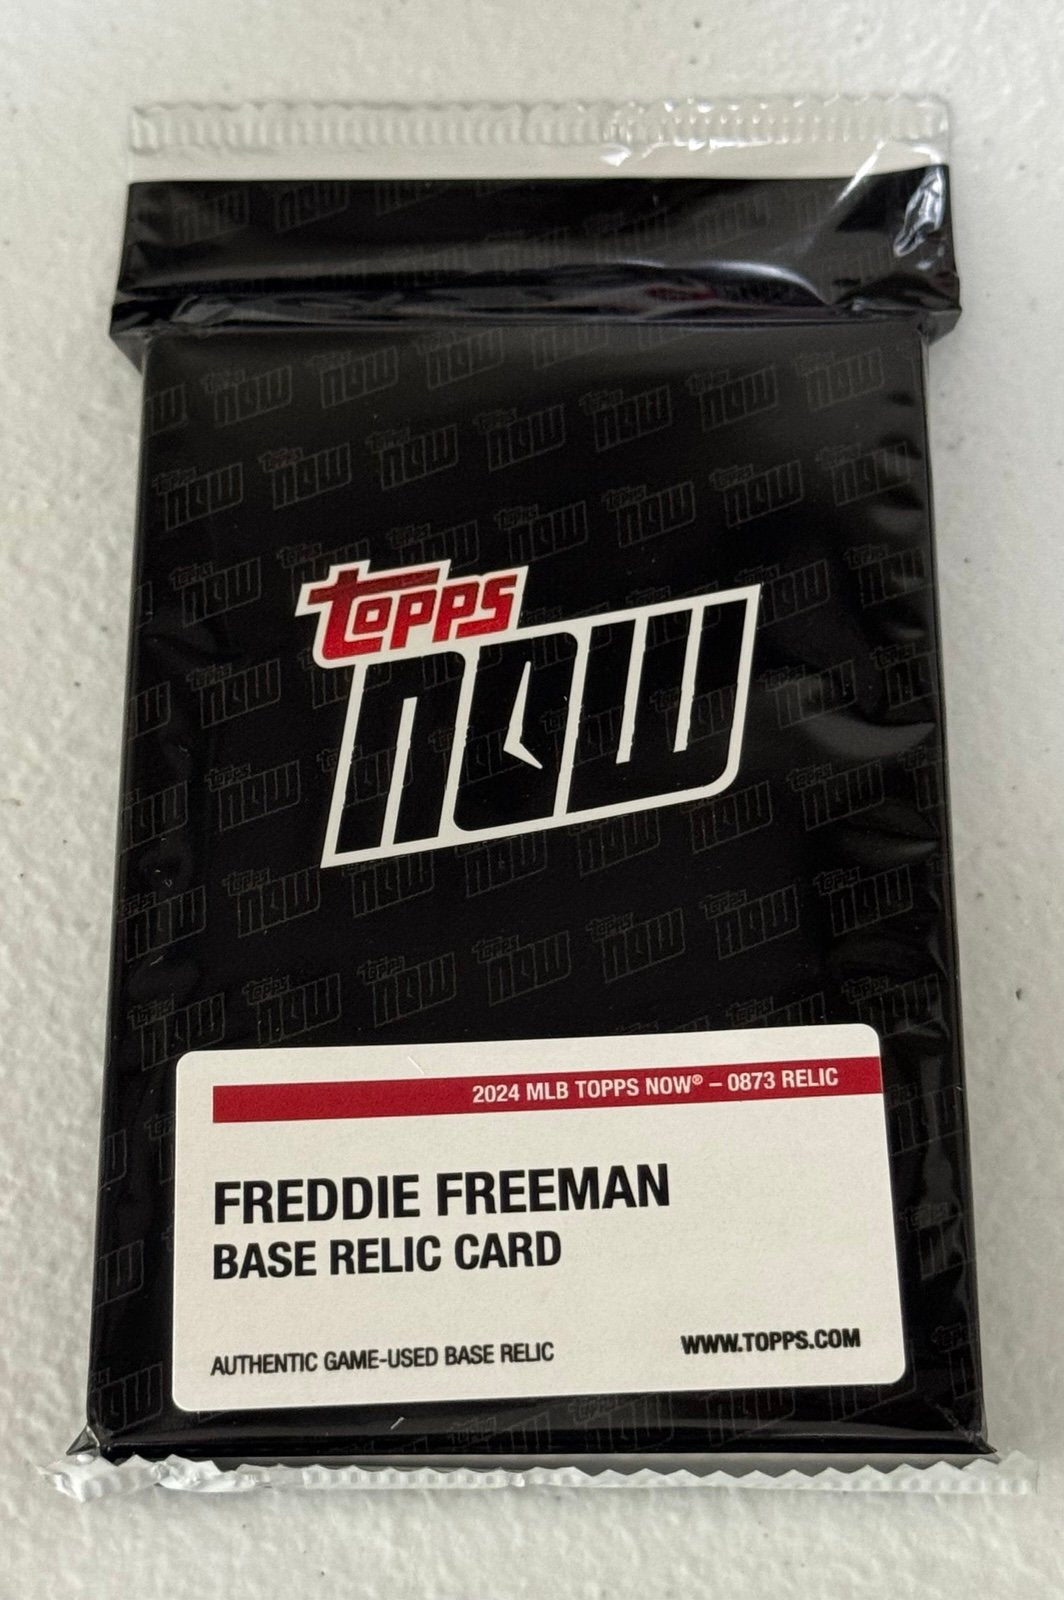 topps
now
2024 MLB TOPPS NOW® – 0873 RELIC
FREDDIE FREEMAN
BASE RELIC CARD
AUTHENTIC GAME-USED BASE RELIC
WWW.TOPPS.COM